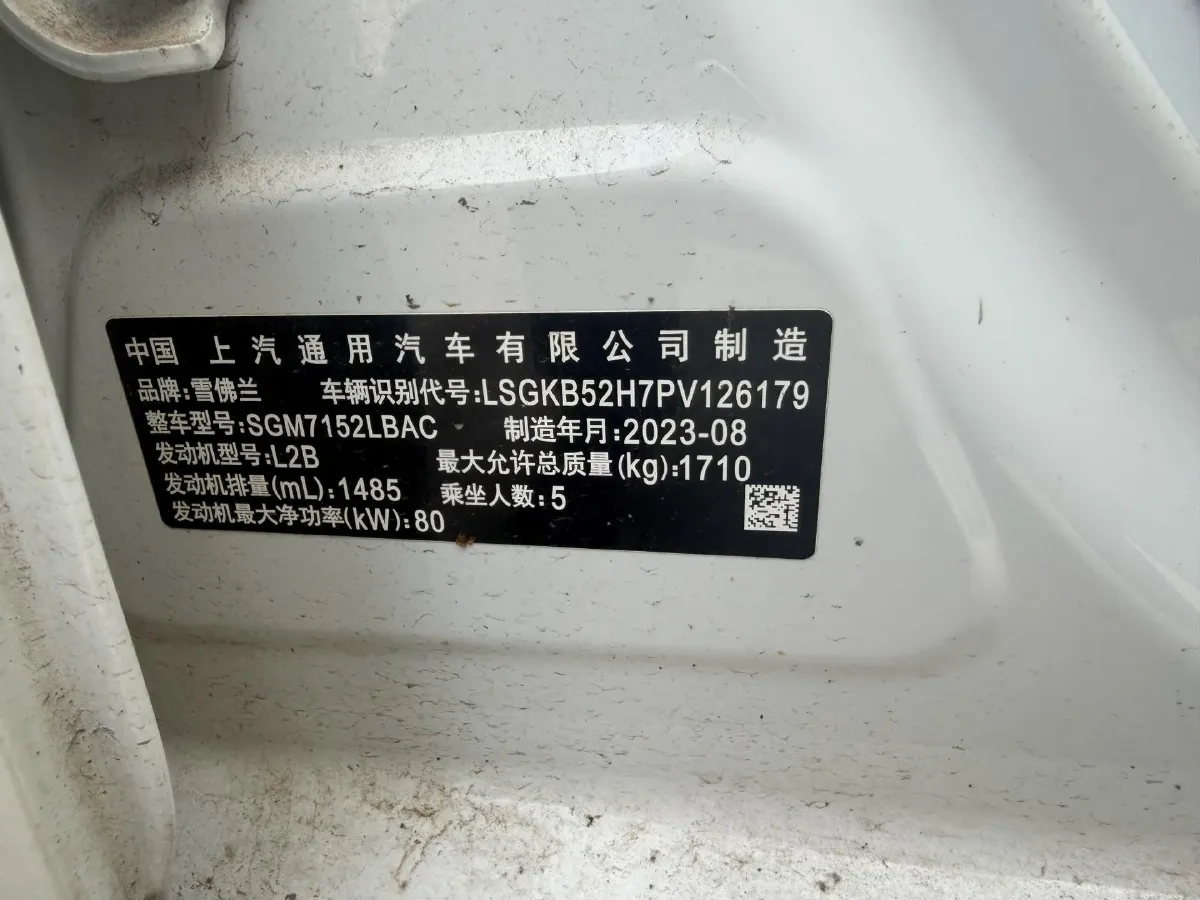 中国 上汽通用汽车有限公司制造
品牌:雪佛兰 车辆识别代号:LSGKB52H7PV126179
整车型号:SGM7152LBAC 制造年月:2023-08
发动机型号:L2B 最大允许总质量(kg):1710
发动机排量(mL):1485 乘坐人数:5
发动机最大净功率(kW):80